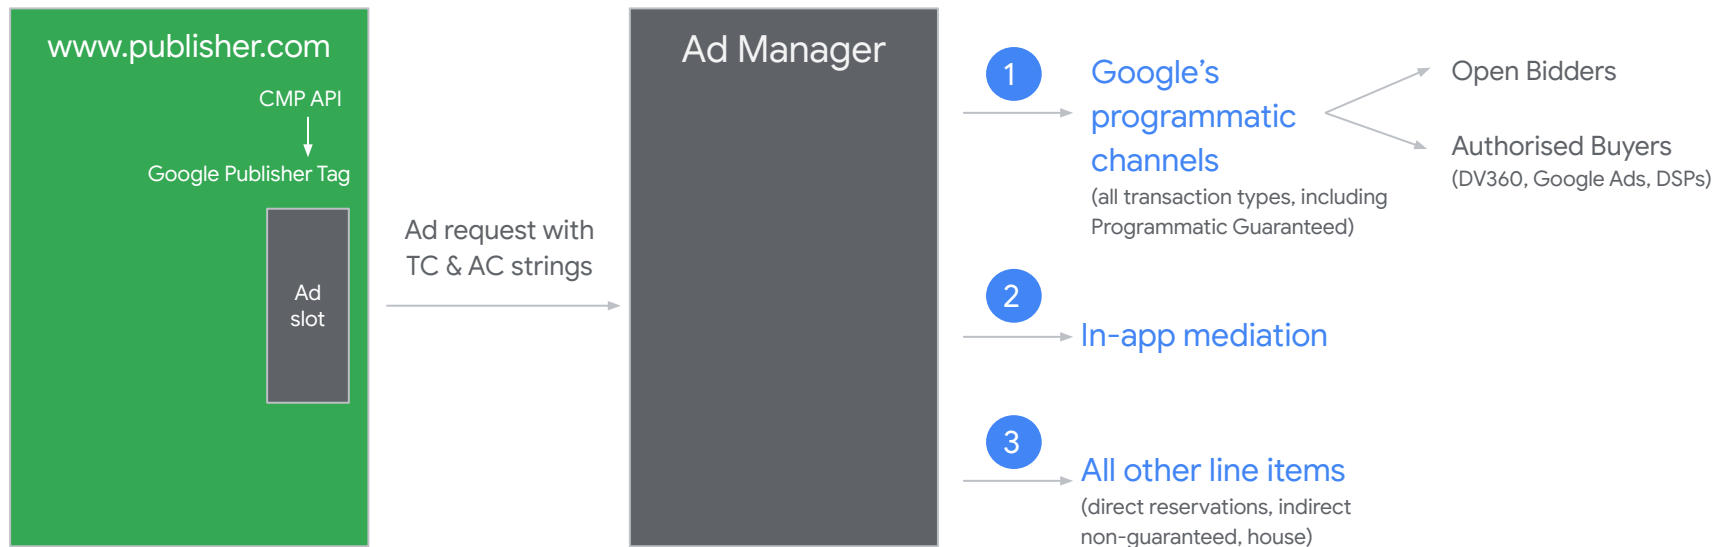 www.publisher.com
CMP API
Google Publisher Tag
Ad
slot
Ad request with
TC & AC strings
Ad Manager
1
Google's
programmatic
channels
(all transaction types, including
Programmatic Guaranteed)
Open Bidders
Authorised Buyers
(DV360, Google Ads, DSPs)
2
In-app mediation
3
All other line items
(direct reservations, indirect
non-guaranteed, house)